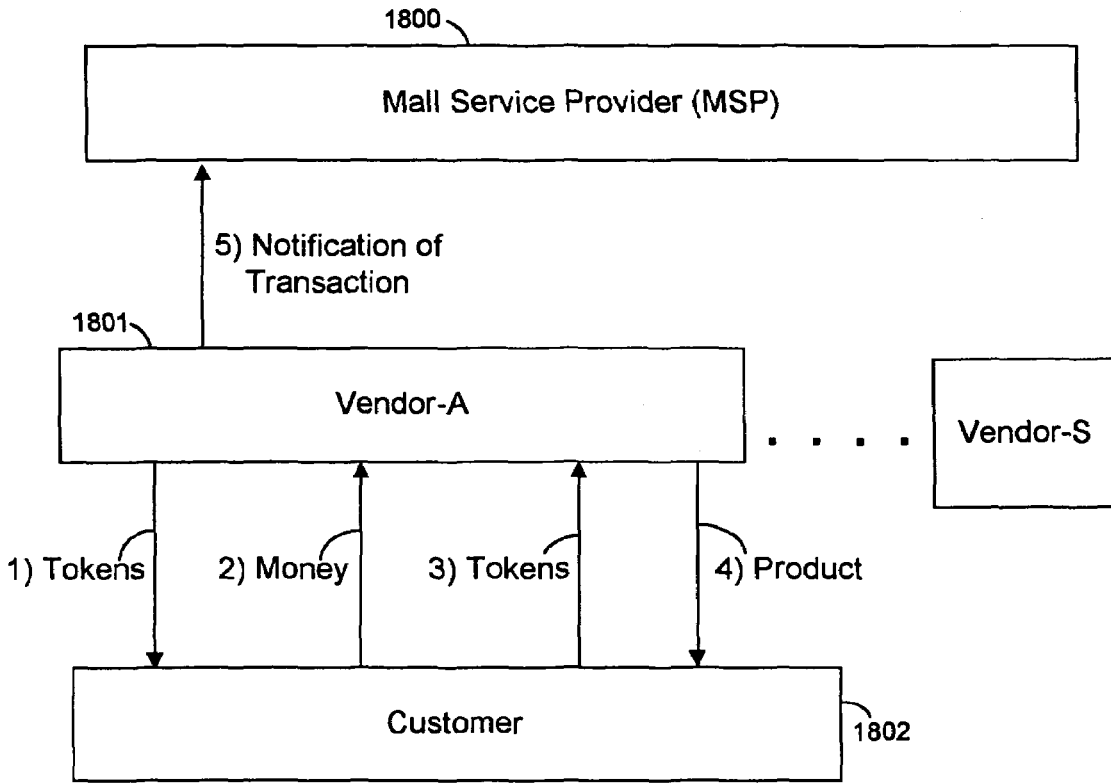 1800
Mall Service Provider (MSP)
5) Notification of
Transaction
1801
Vendor-A
Vendor-S
1) Tokens
2) Money
3) Tokens
4) Product
Customer
1802